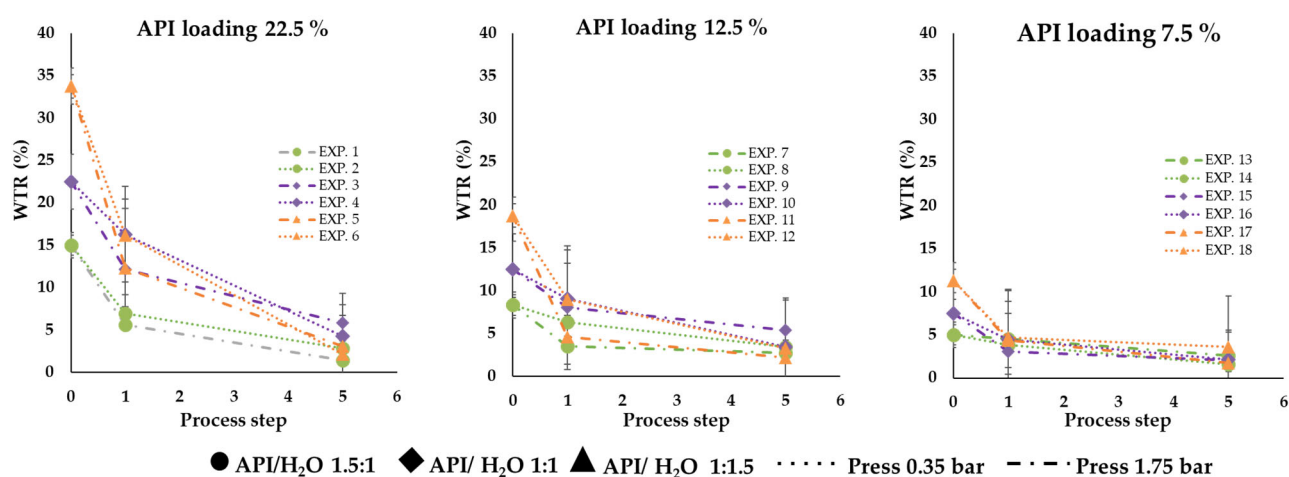 API loading 22.5 %
WTR (%)
40
35
30
25
20
15
10
5
0
EXP. 1
EXP. 2
EXP. 3
EXP. 4
EXP. 5
EXP. 6
0 1 2 3 4 5 6
Process step
API loading 12.5 %
WTR (%)
40
35
30
25
20
15
10
5
0
EXP. 7
EXP. 8
EXP. 9
EXP. 10
EXP. 11
EXP. 12
0 1 2 3 4 5 6
Process step
API loading 7.5 %
WTR (%)
40
35
30
25
20
15
10
5
0
EXP. 13
EXP. 14
EXP. 15
EXP. 16
EXP. 17
EXP. 18
0 1 2 3 4 5 6
Process step
API/H₂O 1.5:1 API/ H₂O 1:1 API/ H₂O 1:1.5 Press 0.35 bar Press 1.75 bar